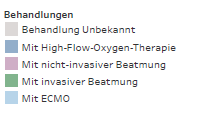 Behandlungen
Behandlung Unbekannt
Mit High-Flow-Oxygen-Therapie
Mit nicht-invasiver Beatmung
Mit invasiver Beatmung
Mit ECMO